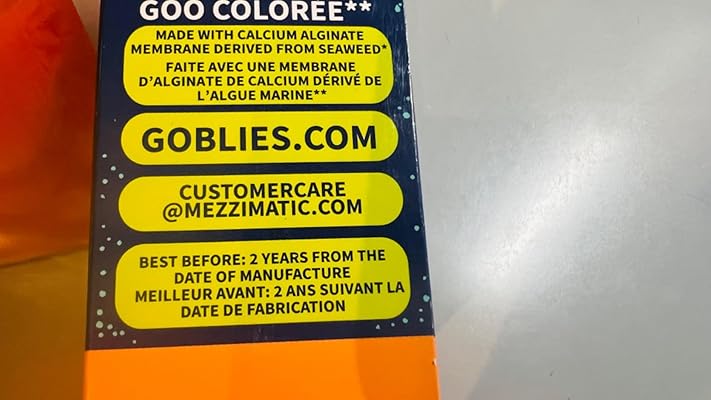 GOO COLORÉE**
MADE WITH CALCIUM ALGINATE
MEMBRANE DERIVED FROM SEAWEED*
FAITE AVEC UNE MEMBRANE
D'ALGINATE DE CALCIUM DÉRIVÉ DE
L'ALGUE MARINE**
GOBLIES.COM
CUSTOMERCARE
@MEZZIMATIC.COM
BEST BEFORE: 2 YEARS FROM THE
DATE OF MANUFACTURE
MEILLEUR AVANT: 2 ANS SUIVANT LA
DATE DE FABRICATION